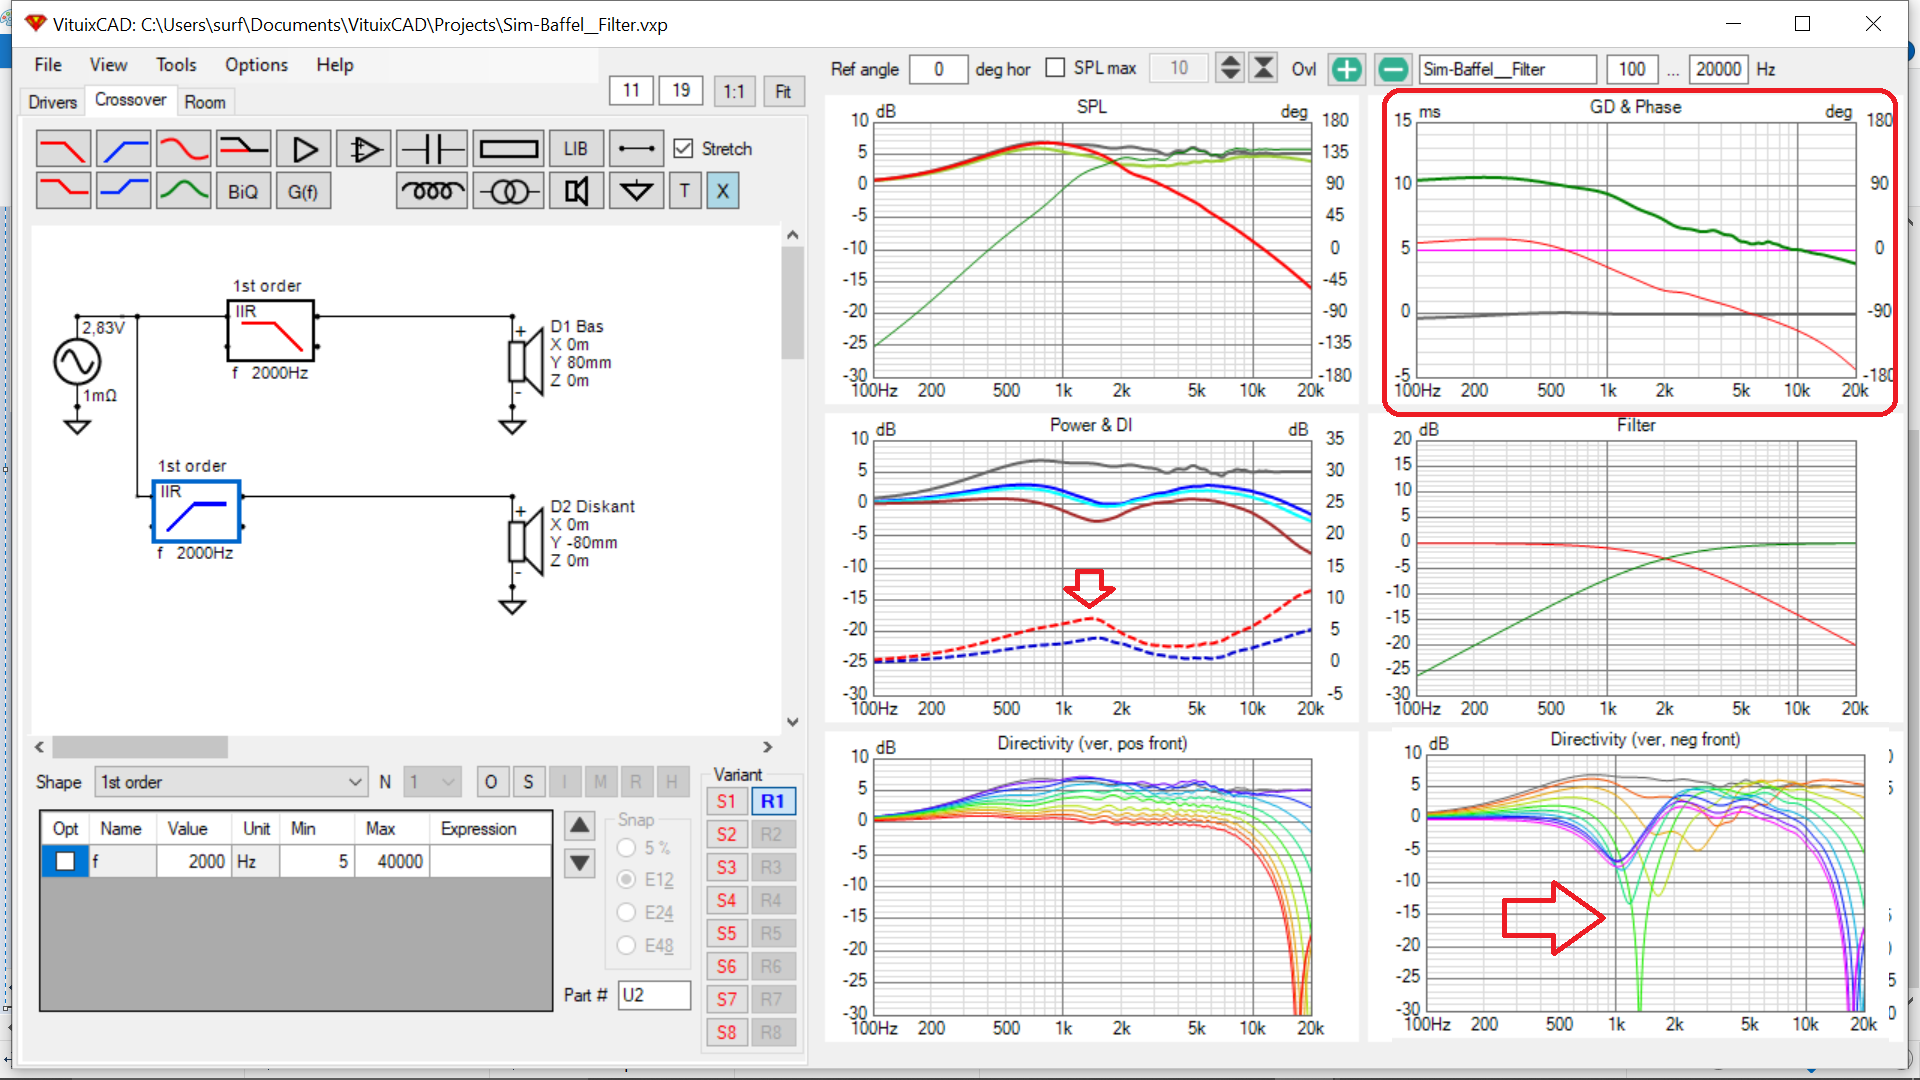 VituixCAD: C:\Users\surf\Documents\VituixCAD\Projects\Sim-Baffel__Filter.vxp
File View Tools Options Help
Drivers Crossover Room
11 19 1:1 Fit
Ref angle 0 deg hor SPL max 10 Ovl Sim-Baffel__Filter 100 ... 20000 Hz
LIB Stretch
BiQ G(f) T X
1st order
IIR
f 2000Hz
2,83V
1mΩ
D1 Bas
X 0m
Y 80mm
Z 0m
+
-
1st order
IIR
f 2000Hz
D2 Diskant
X 0m
Y -80mm
Z 0m
+
-
Shape 1st order N 1 O S I M R H
Opt Name Value Unit Min Max Expression
f 2000 Hz 5 40000
Snap
5 %
E12
E24
E48
Part # U2
Variant
S1 R1
S2 R2
S3 R3
S4 R4
S5 R5
S6 R6
S7 R7
S8 R8
SPL
dB deg
10 180
5 135
0 90
-5 45
-10 0
-15 -45
-20 -90
-25 -135
-30 -180
100Hz 200 500 1k 2k 5k 10k 20k
GD & Phase
ms deg
15 180
10 90
5 0
0 -90
-5 -180
100Hz 200 500 1k 2k 5k 10k 20k
Power & DI
dB dB
10 35
5 30
0 25
-5 20
-10 15
-15 10
-20 5
-25 0
-30 -5
100Hz 200 500 1k 2k 5k 10k 20k
Filter
dB
20
15
10
5
0
-5
-10
-15
-20
-25
-30
100Hz 200 500 1k 2k 5k 10k 20k
Directivity (ver, pos front)
dB
10
5
0
-5
-10
-15
-20
-25
-30
100Hz 200 500 1k 2k 5k 10k 20k
Directivity (ver, neg front)
dB
10
5
0
-5
-10
-15
-20
-25
-30
100Hz 200 500 1k 2k 5k 10k 20k